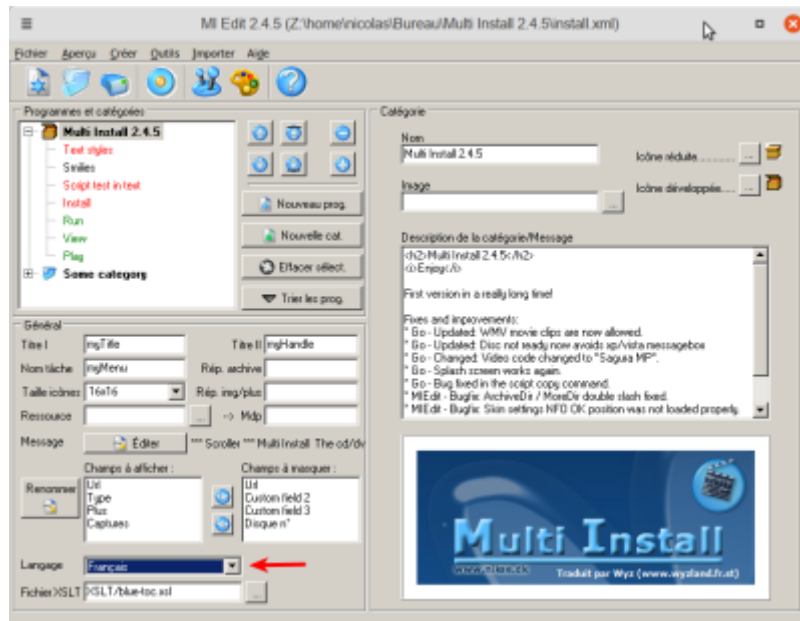 MI Edit 2.4.5 (Z:\home\nicolas\Bureau\Multi Install 2.4.5\install.xml)
Fichier Aperçu Créer Outils Importer Aide
Programmes et catégories
Multi Install 2.4.5
Text styles
Smilies
Script test in text
Install
Run
View
Play
Some category
Nouveau prog.
Nouvelle cat.
Effacer sélect.
Trier les prog.
Général
Titre I myTitle Titre II myHandle
Nom tâche myMenu Rép. archive
Taille icônes 16x16 Rép. img/plus
Ressource ... -> Mdp
Message Éditer *** Scroller *** Multi Install The cd/dv
Renommer
Champs à afficher :
Url
Type
Plus
Captures
Champs à masquer :
Url
Custom field 2
Custom field 3
Disque n°
Langage Français
Fichier XSLT XSLT/blue-toc.xsl ...
Catégorie
Nom
Multi Install 2.4.5
Icône réduite......... ...
Image
...
Icône développée.... ...
Description de la catégorie/Message
<h2>Multi Install 2.4.5</h2>
<i>Enjoy</i>
First version in a really long time!
Fixes and improvements:
* Go - Updated: WMV movie clips are now allowed.
* Go - Updated: Disc not ready now avoids xp/vista messagebox
* Go - Changed: Video code changed to "Sagura MP".
* Go - Splash screen works again.
* Go - Bug fixed in the script copy command.
* MIEdit - Bugfix: ArchiveDir / MoreDir double slash fixed.
* MIEdit - Bugfix: Skin settings NFO OK position was not loaded properly.
Multi Install
Traduit par Wyz (www.wyzland.fr.st)